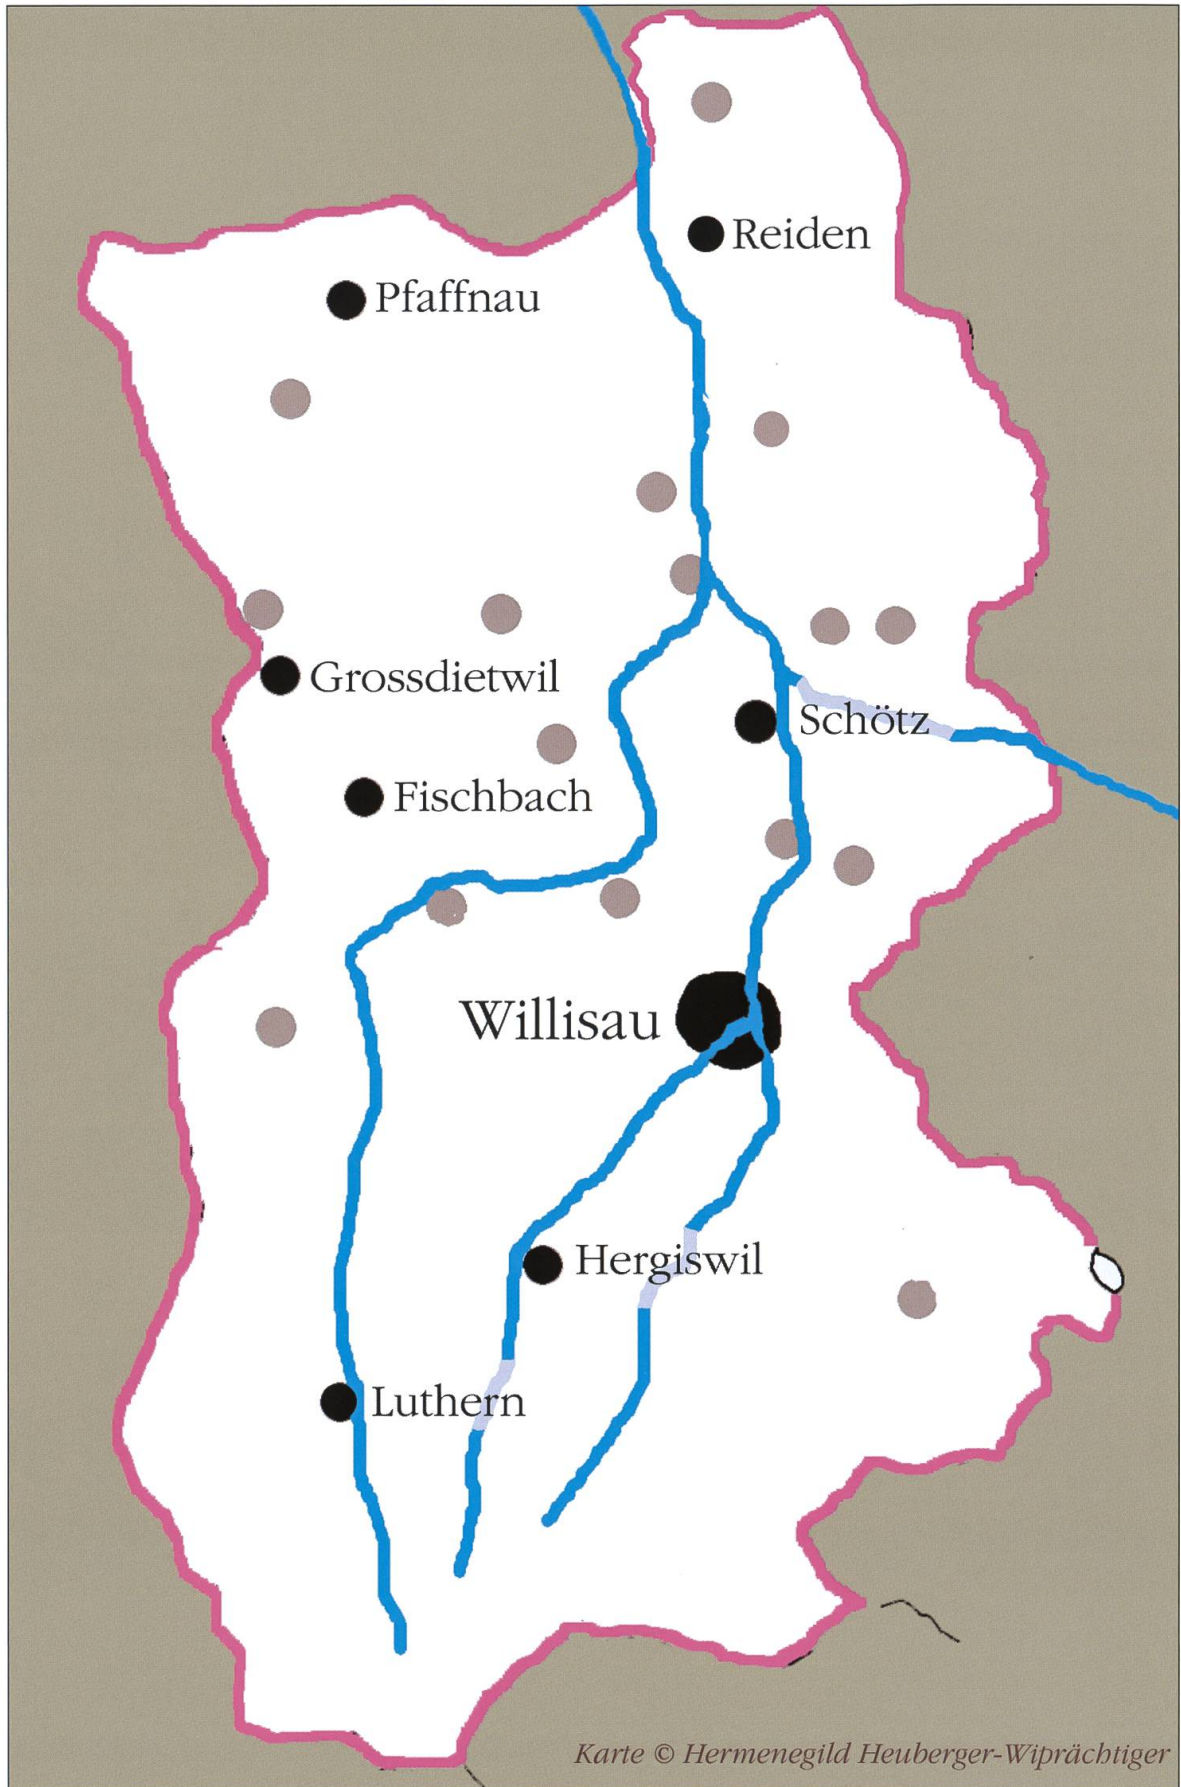 Reiden
Pfaffnau
Grossdietwil
Schötz
Fischbach
Willisau
Hergiswil
Luthern
Karte © Hermenegild Heuberger-Wiprächtiger